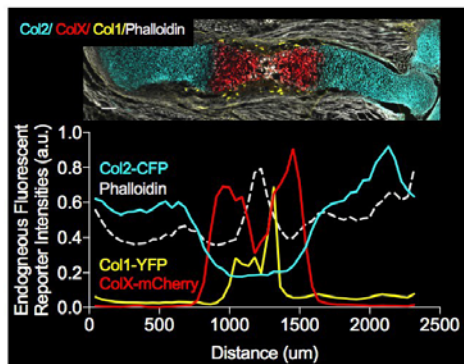 Col2/ ColX/ Col1/Phalloidin
Endogneous Fluorescent
Reporter Intensities (a.u.)
1.0
0.8
0.6
0.4
0.2
0.0
Col2-CFP
Phalloidin
Col1-YFP
ColX-mCherry
0 500 1000 1500 2000 2500
Distance (um)